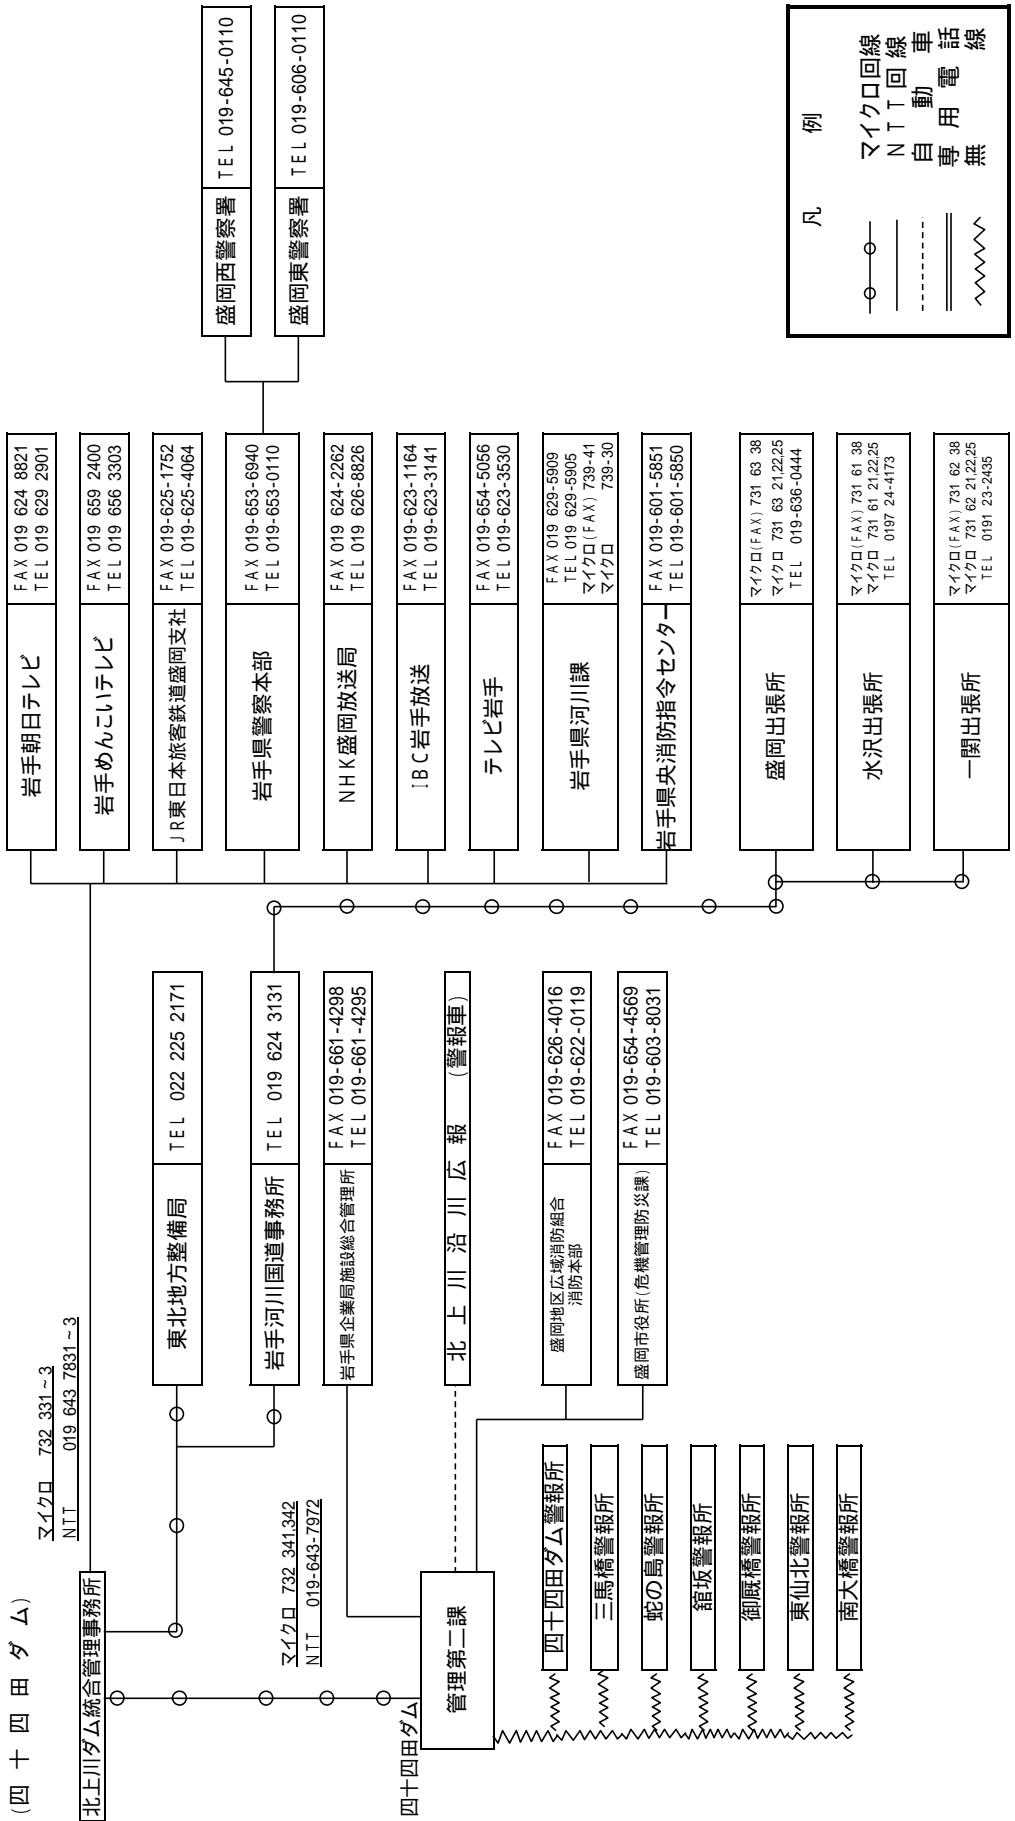 (四十四田ダム)
北上川ダム統合管理事務所
マイクロ 732 331～3
NTT 019 643 7831～3
四十四田ダム
管理第二課
マイクロ 732 341,342
NTT 019-643-7972
東北地方整備局 TEL 022 225 2171
岩手河川国道事務所 TEL 019 624 3131
岩手県企業局施設総合管理所
FAX 019-661-4298
TEL 019-661-4295
北上川沿川広報 (警報車)
盛岡地区広域消防組合
消防本部
FAX 019-626-4016
TEL 019-622-0119
盛岡市役所(危機管理防災課)
FAX 019-654-4569
TEL 019-603-8031
四十四田ダム警報所
三馬橋警報所
蛇の島警報所
舘坂警報所
御厩橋警報所
東仙北警報所
南大橋警報所
岩手朝日テレビ
FAX 019 624 8821
TEL 019 629 2901
岩手めんこいテレビ
FAX 019 659 2400
TEL 019 656 3303
JR東日本旅客鉄道盛岡支社
FAX 019-625-1752
TEL 019-625-4064
岩手県警察本部
FAX 019-653-6940
TEL 019-653-0110
NHK盛岡放送局
FAX 019 624-2262
TEL 019 626-8826
IBC岩手放送
FAX 019-623-1164
TEL 019-623-3141
テレビ岩手
FAX 019-654-5056
TEL 019-623-3530
岩手県河川課
FAX 019 629-5909
TEL 019 629-5905
マイクロ(FAX) 739-41
マイクロ 739-30
岩手県央消防指令センター
FAX 019-601-5851
TEL 019-601-5850
盛岡出張所
マイクロ(FAX) 731 63 38
マイクロ 731 63 21,22,25
TEL 019-636-0444
水沢出張所
マイクロ(FAX) 731 61 38
マイクロ 731 61 21,22,25
TEL 0197 24-4173
一関出張所
マイクロ(FAX) 731 62 38
マイクロ 731 62 21,22,25
TEL 0191 23-2435
盛岡西警察署 TEL 019-645-0110
盛岡東警察署 TEL 019-606-0110
凡例
マイクロ回線
NTT回線
自動車
専用電話
無線